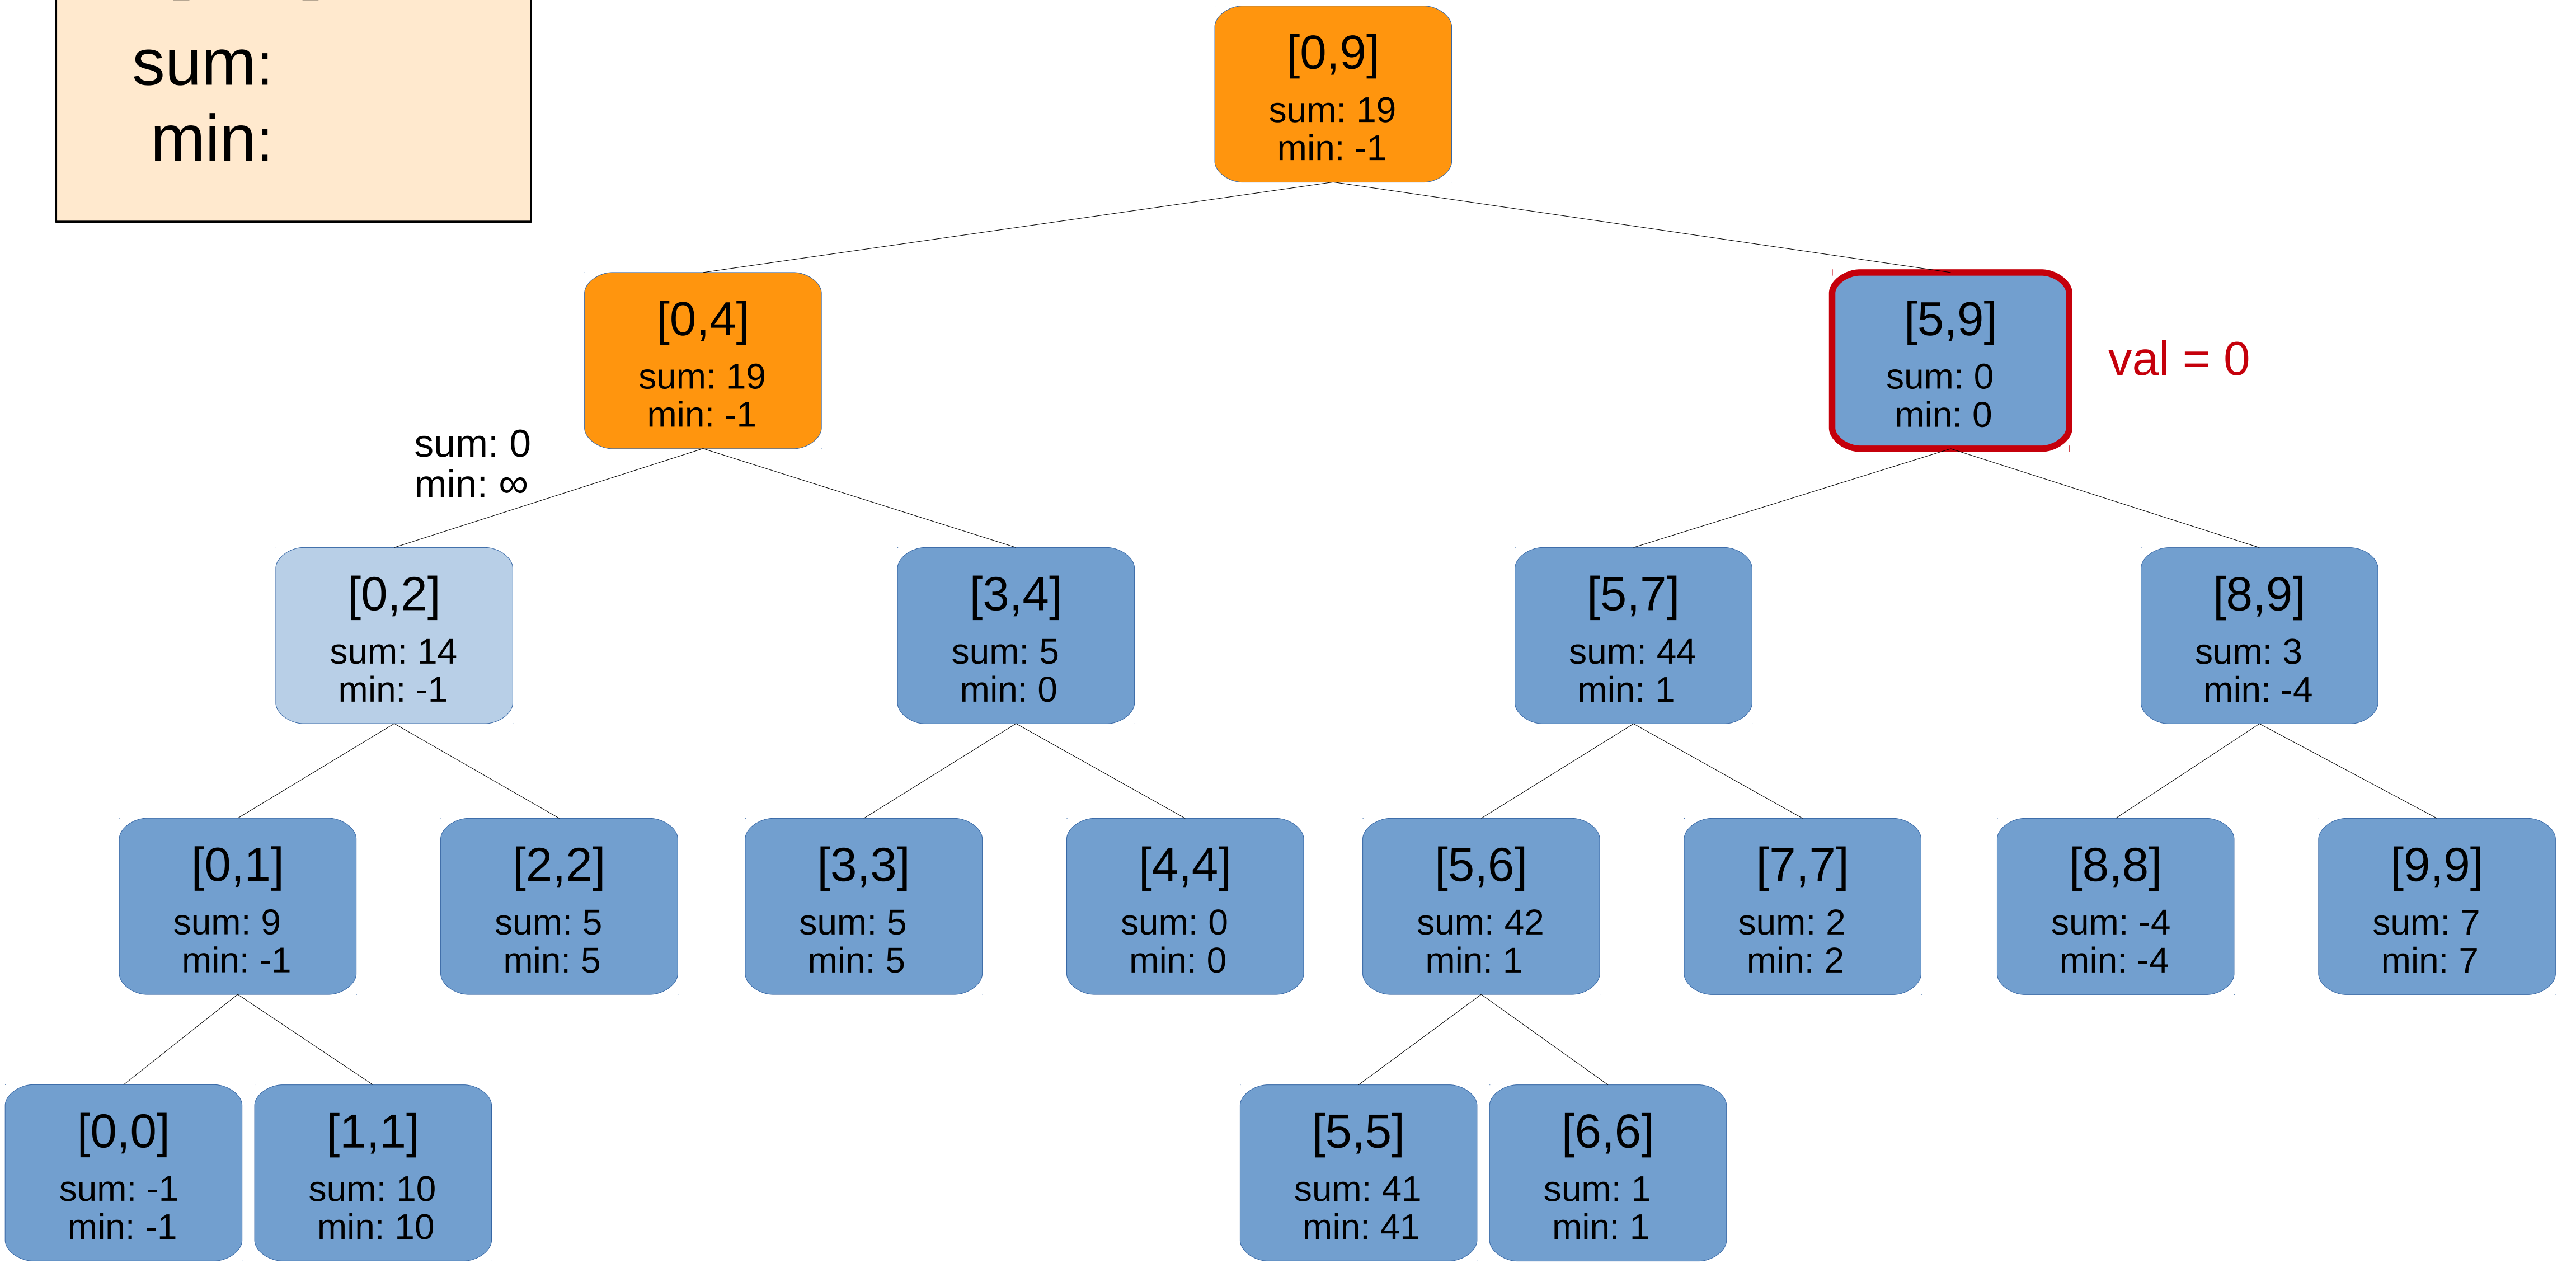 sum:
min:
[0,9]
sum: 19
min: -1
[0,4]
sum: 19
min: -1
[5,9]
sum: 0
min: 0
val = 0
sum: 0
min: ∞
[0,2]
sum: 14
min: -1
[3,4]
sum: 5
min: 0
[5,7]
sum: 44
min: 1
[8,9]
sum: 3
min: -4
[0,1]
sum: 9
min: -1
[2,2]
sum: 5
min: 5
[3,3]
sum: 5
min: 5
[4,4]
sum: 0
min: 0
[5,6]
sum: 42
min: 1
[7,7]
sum: 2
min: 2
[8,8]
sum: -4
min: -4
[9,9]
sum: 7
min: 7
[0,0]
sum: -1
min: -1
[1,1]
sum: 10
min: 10
[5,5]
sum: 41
min: 41
[6,6]
sum: 1
min: 1